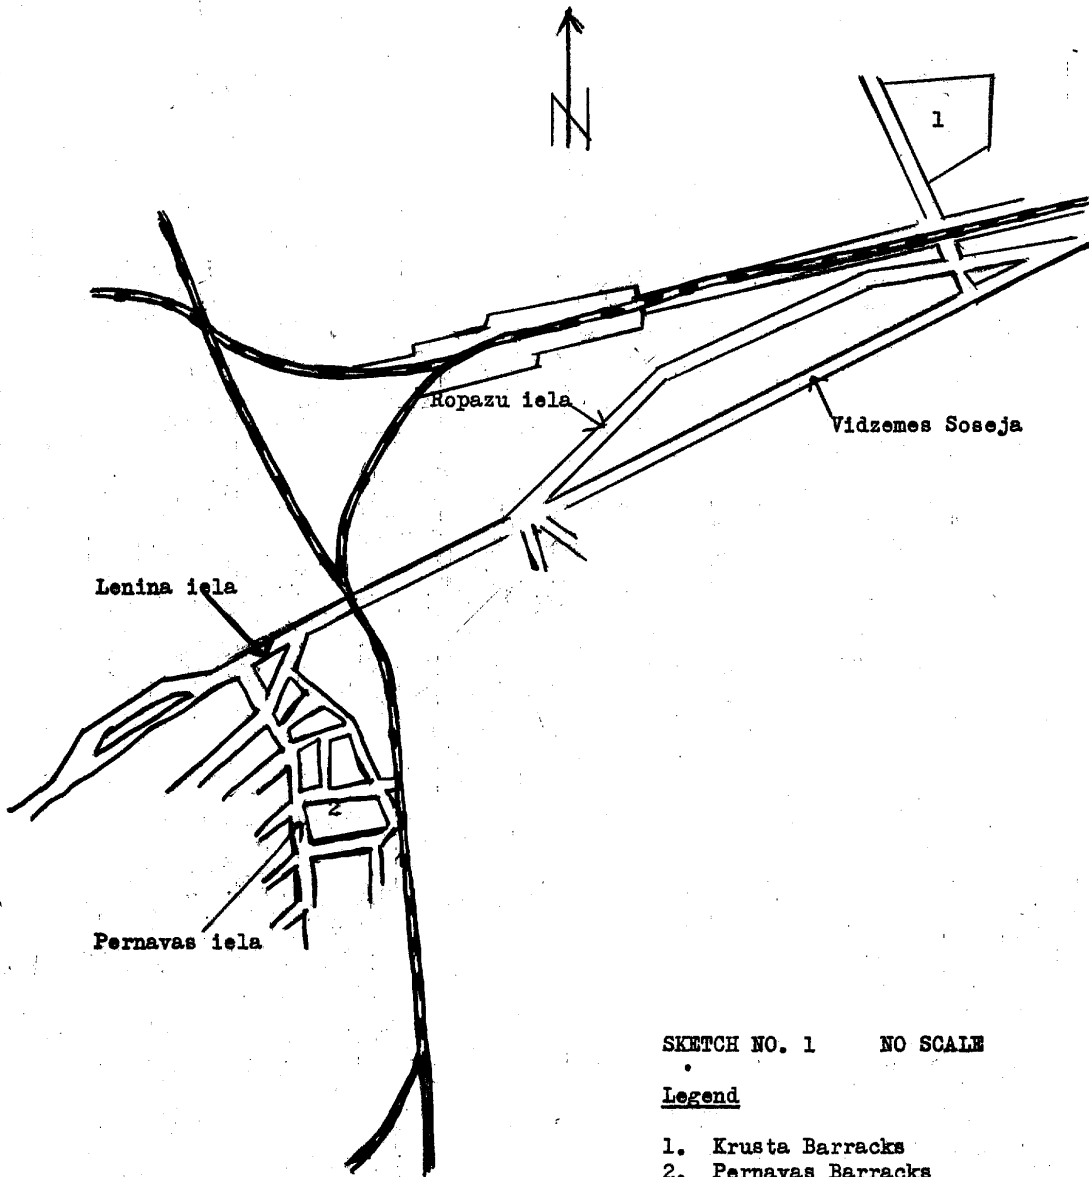 N
1
Ropazu iela
Vidzemes Soseja
Lenina iela
2
Pernavas iela
SKETCH NO. 1 NO SCALE
Legend
1. Krusta Barracks
2. Pernavas Barracks